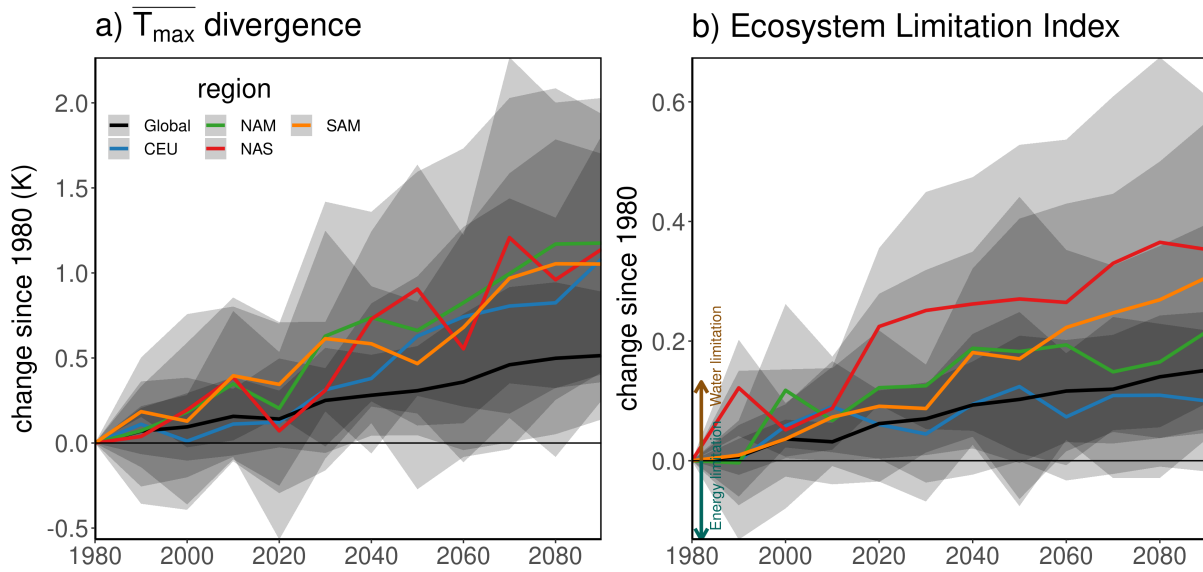 a) Tmax divergence
change since 1980 (K)
2.0
1.5
1.0
0.5
0.0
-0.5
region
Global NAM SAM
CEU NAS
1980 2000 2020 2040 2060 2080
b) Ecosystem Limitation Index
change since 1980
0.6
0.4
0.2
0.0
Water limitation
Energy limitation
1980 2000 2020 2040 2060 2080